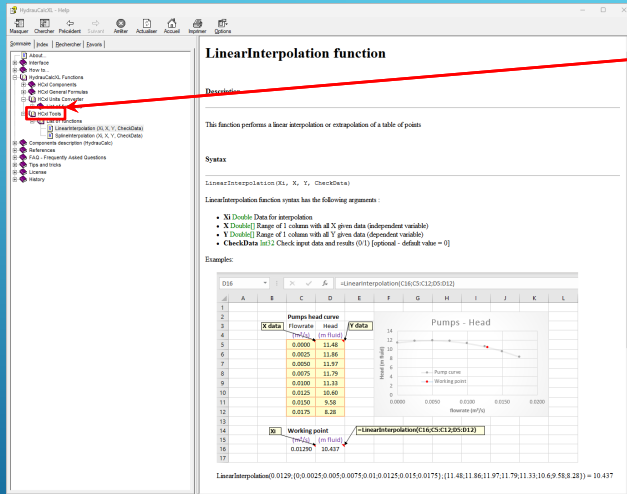 HydrauCalcXL - Help
Masquer Chercher Précédent Suivant Arrêter Actualiser Accueil Imprimer Options
Sommaire Index Rechercher Favoris
About...
Interface
How to...
HydrauCalcXL Functions
HCxl Components
HCxl General Formulas
HCxl Units Converter
HCxl Tools
List of functions
LinearInterpolation (Xi, X, Y, CheckData)
SplineInterpolation (Xi, X, Y, CheckData)
Components description (HydrauCalc)
References
FAQ - Frequently Asked Questions
Tips and tricks
License
History
LinearInterpolation function
Description
This function performs a linear interpolation or extrapolation of a table of points
Syntax
LinearInterpolation(Xi, X, Y, CheckData)
LinearInterpolation function syntax has the following arguments :
• Xi Double Data for interpolation
• X Double[] Range of 1 column with all X given data (independent variable)
• Y Double[] Range of 1 column with all Y given data (dependent variable)
• CheckData Int32 Check input data and results (0/1) [optional - default value = 0]
Examples:
D16 fx =LinearInterpolation(C16;C5:C12;D5:D12)
A B C D E F G H I J K L
1
2 Pumps head curve
3 X data Flowrate Head Y data
4 (m³/s) (m fluid)
5 0.0000 11.48
6 0.0025 11.86
7 0.0050 11.97
8 0.0075 11.79
9 0.0100 11.33
10 0.0125 10.60
11 0.0150 9.58
12 0.0175 8.28
13
14 Xi Working point =LinearInterpolation(C16;C5:C12;D5:D12)
15 (m³/s) (m fluid)
16 0.01290 10.437
17
Pumps - Head
Head (m fluid)
14
12
10
8
6
4
2
0
Pump curve
Working point
0.0000 0.0050 0.0100 0.0150 0.0200
flowrate (m³/s)
LinearInterpolation(0.0129;{0;0.0025;0.005;0.0075;0.01;0.0125;0.015;0.0175};{11.48;11.86;11.97;11.79;11.33;10.6;9.58;8.28}) = 10.437